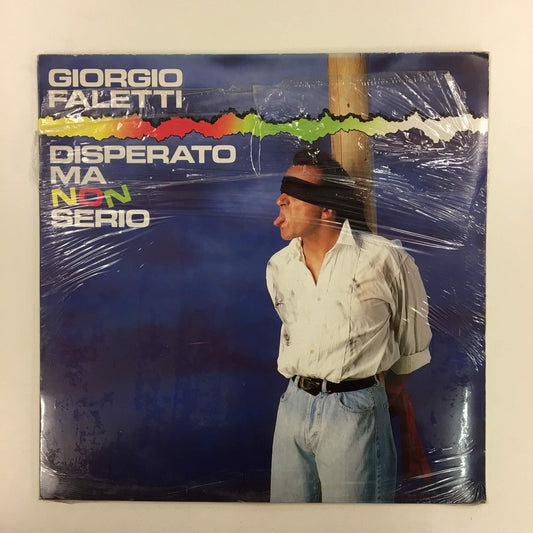 GIORGIO
FALETTI
DISPERATO
MA
NON
SERIO